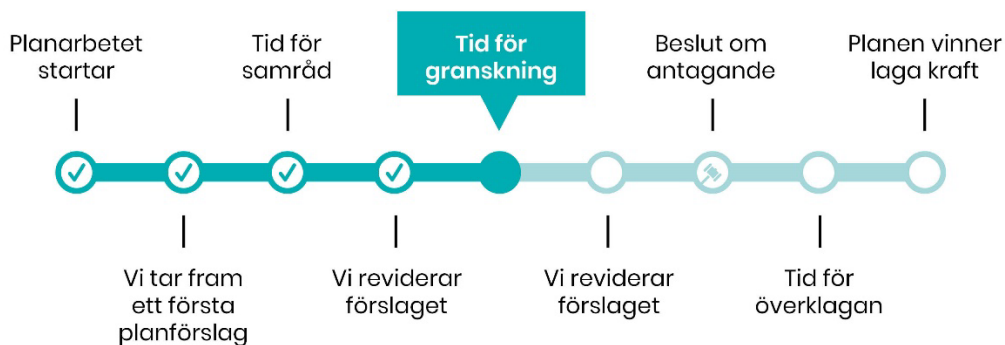 Planarbetet
startar
Tid för
samråd
Tid för
granskning
Beslut om
antagande
Planen vinner
laga kraft
Vi tar fram
ett första
planförslag
Vi reviderar
förslaget
Vi reviderar
förslaget
Tid för
överklagan